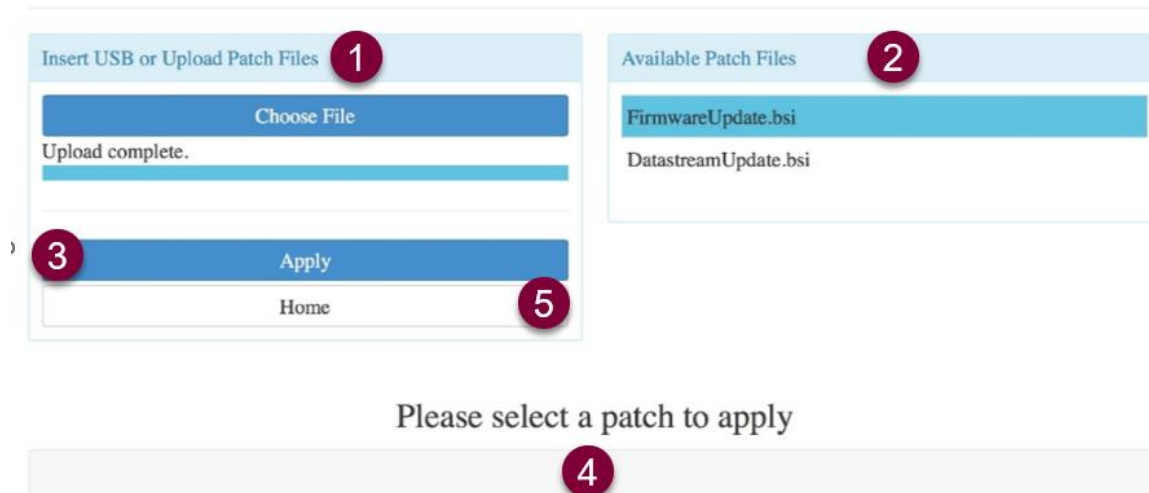 Insert USB or Upload Patch Files 1
Available Patch Files 2
Choose File
Upload complete.
FirmwareUpdate.bsi
DatastreamUpdate.bsi
3 Apply
Home 5
Please select a patch to apply
4